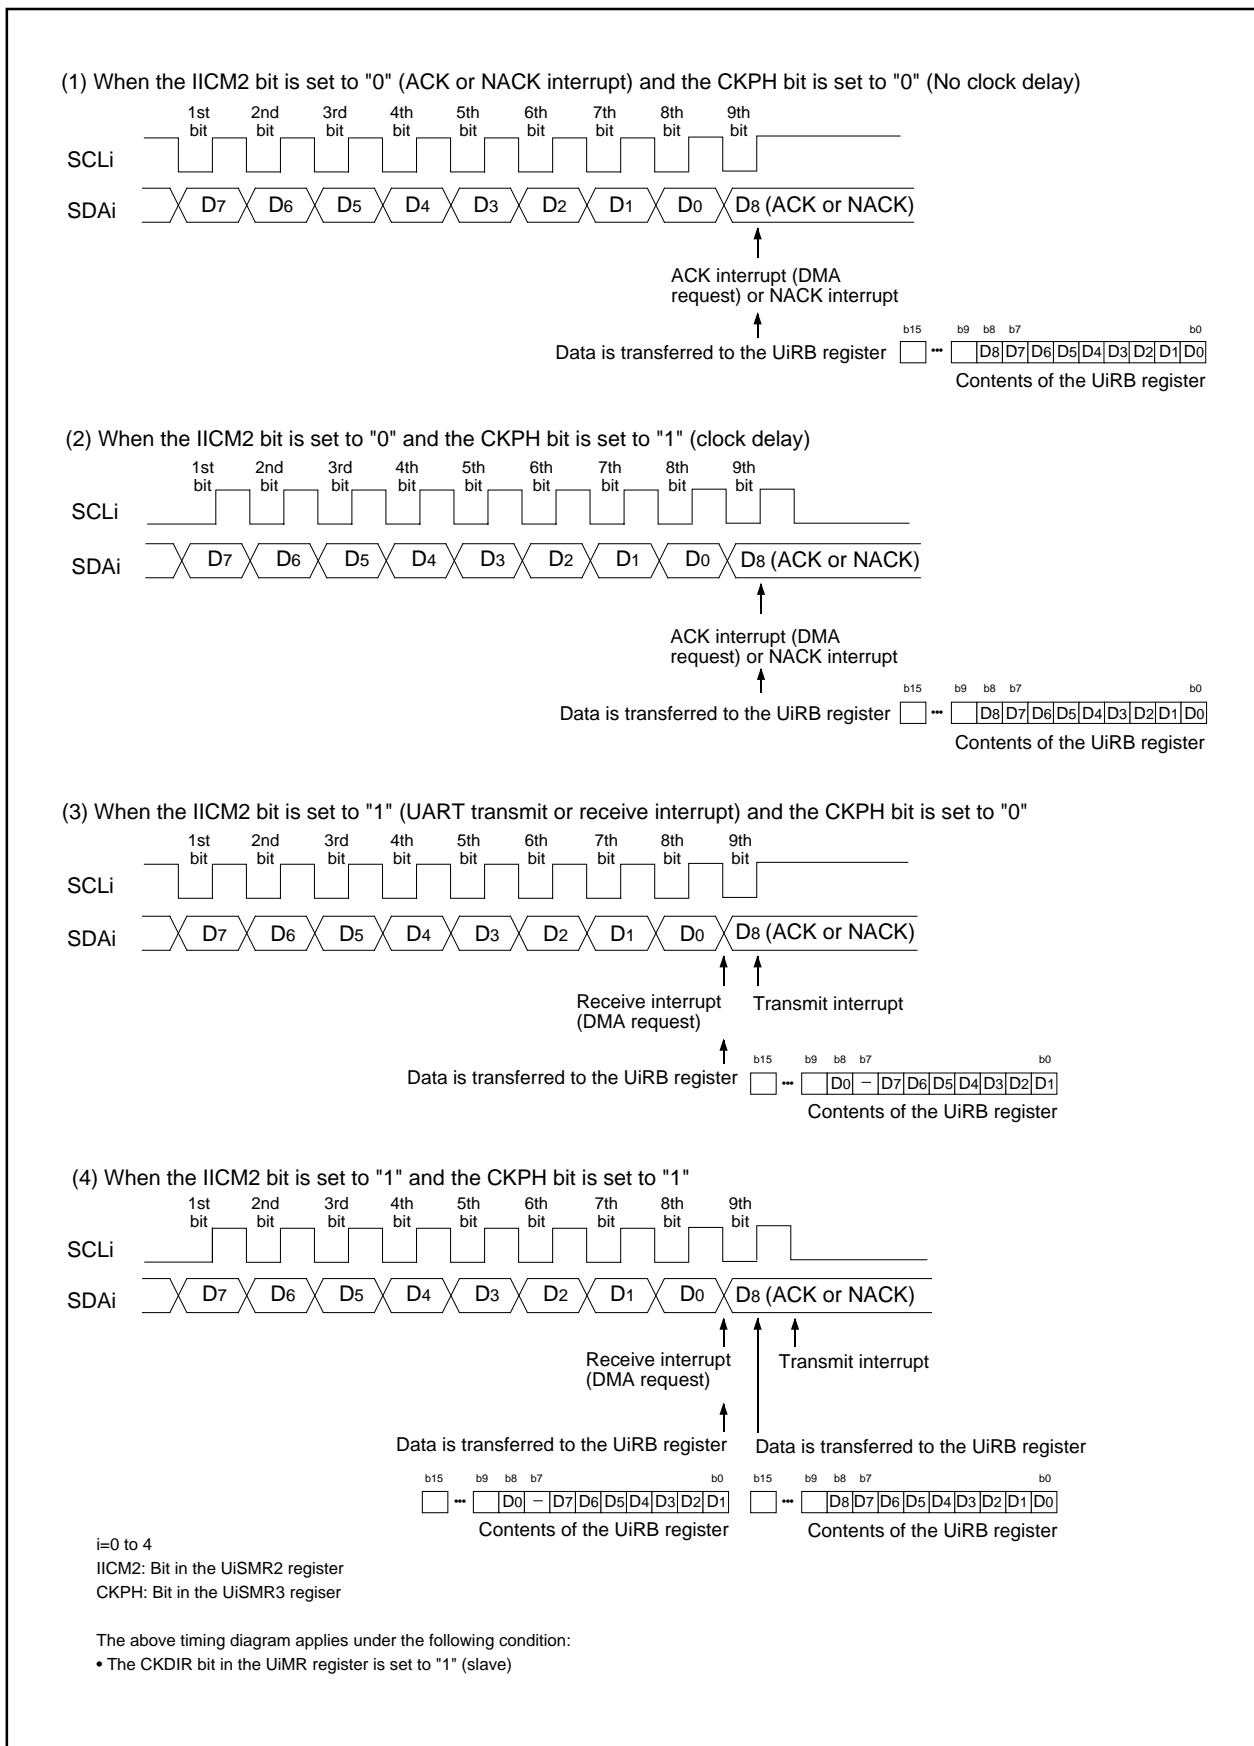 (1) When the IICM2 bit is set to "0" (ACK or NACK interrupt) and the CKPH bit is set to "0" (No clock delay)
1st bit 2nd bit 3rd bit 4th bit 5th bit 6th bit 7th bit 8th bit 9th bit
SCLi
SDAi D7 D6 D5 D4 D3 D2 D1 D0 D8 (ACK or NACK)
ACK interrupt (DMA
request) or NACK interrupt
b15 b9 b8 b7 b0
Data is transferred to the UiRB register ••• D8 D7 D6 D5 D4 D3 D2 D1 D0
Contents of the UiRB register
(2) When the IICM2 bit is set to "0" and the CKPH bit is set to "1" (clock delay)
1st bit 2nd bit 3rd bit 4th bit 5th bit 6th bit 7th bit 8th bit 9th bit
SCLi
SDAi D7 D6 D5 D4 D3 D2 D1 D0 D8 (ACK or NACK)
ACK interrupt (DMA
request) or NACK interrupt
b15 b9 b8 b7 b0
Data is transferred to the UiRB register ••• D8 D7 D6 D5 D4 D3 D2 D1 D0
Contents of the UiRB register
(3) When the IICM2 bit is set to "1" (UART transmit or receive interrupt) and the CKPH bit is set to "0"
1st bit 2nd bit 3rd bit 4th bit 5th bit 6th bit 7th bit 8th bit 9th bit
SCLi
SDAi D7 D6 D5 D4 D3 D2 D1 D0 D8 (ACK or NACK)
Receive interrupt Transmit interrupt
(DMA request)
b15 b9 b8 b7 b0
Data is transferred to the UiRB register ••• D0 – D7 D6 D5 D4 D3 D2 D1
Contents of the UiRB register
(4) When the IICM2 bit is set to "1" and the CKPH bit is set to "1"
1st bit 2nd bit 3rd bit 4th bit 5th bit 6th bit 7th bit 8th bit 9th bit
SCLi
SDAi D7 D6 D5 D4 D3 D2 D1 D0 D8 (ACK or NACK)
Receive interrupt Transmit interrupt
(DMA request)
Data is transferred to the UiRB register Data is transferred to the UiRB register
b15 b9 b8 b7 b0 b15 b9 b8 b7 b0
••• D0 – D7 D6 D5 D4 D3 D2 D1 ••• D8 D7 D6 D5 D4 D3 D2 D1 D0
Contents of the UiRB register Contents of the UiRB register
i=0 to 4
IICM2: Bit in the UiSMR2 register
CKPH: Bit in the UiSMR3 regiser
The above timing diagram applies under the following condition:
• The CKDIR bit in the UiMR register is set to "1" (slave)